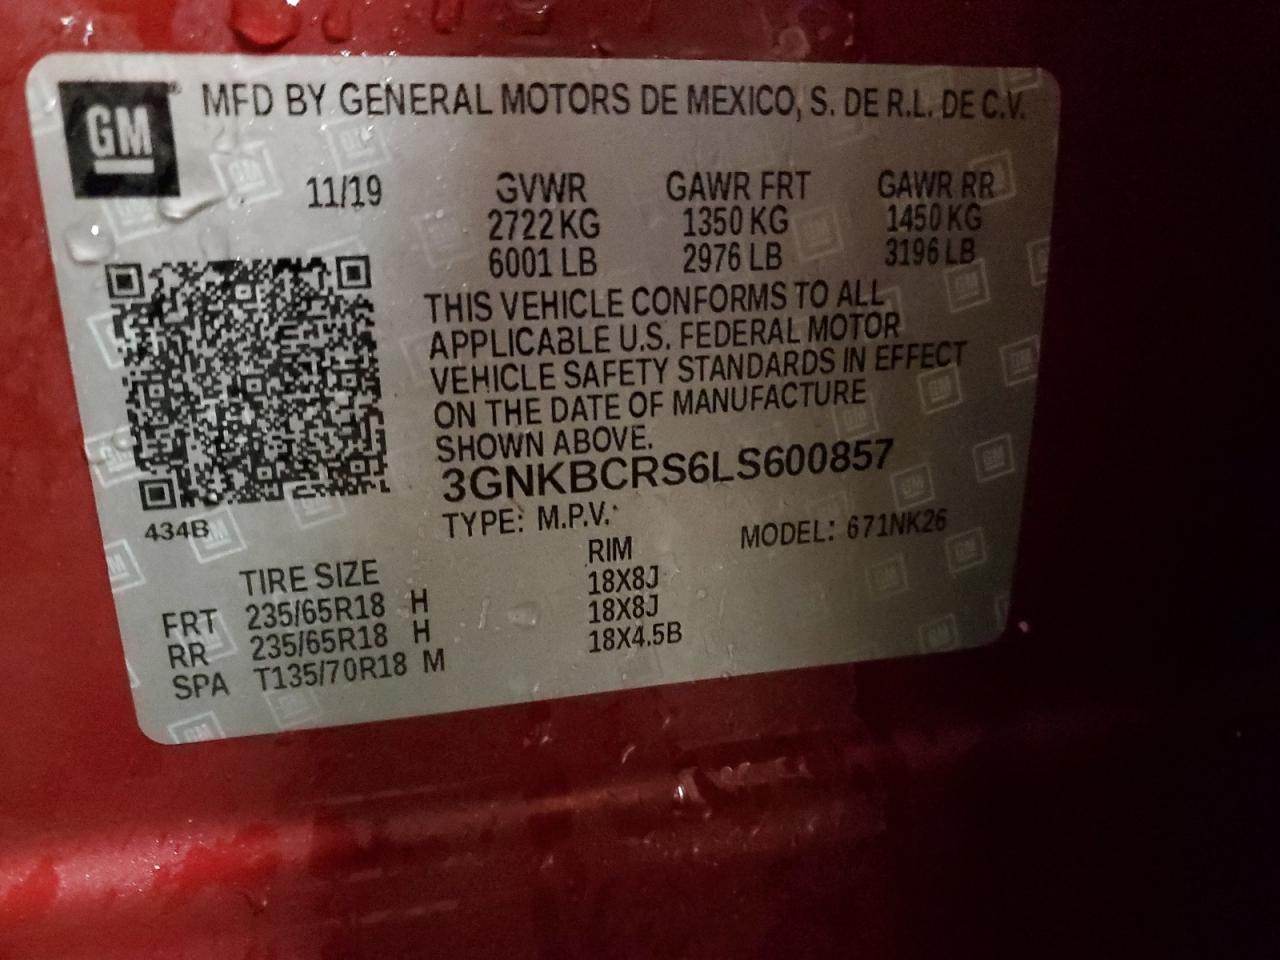 GM
MFD BY GENERAL MOTORS DE MEXICO, S. DE R.L. DE C.V.
11/19 GVWR GAWR FRT GAWR RR
2722 KG 1350 KG 1450 KG
6001 LB 2976 LB 3196 LB
THIS VEHICLE CONFORMS TO ALL
APPLICABLE U.S. FEDERAL MOTOR
VEHICLE SAFETY STANDARDS IN EFFECT
ON THE DATE OF MANUFACTURE
SHOWN ABOVE.
3GNKBCRS6LS600857
434B
TYPE: M.P.V. MODEL: 671NK26
TIRE SIZE RIM
FRT 235/65R18 H 18X8J
RR 235/65R18 H 18X8J
SPA T135/70R18 M 18X4.5B